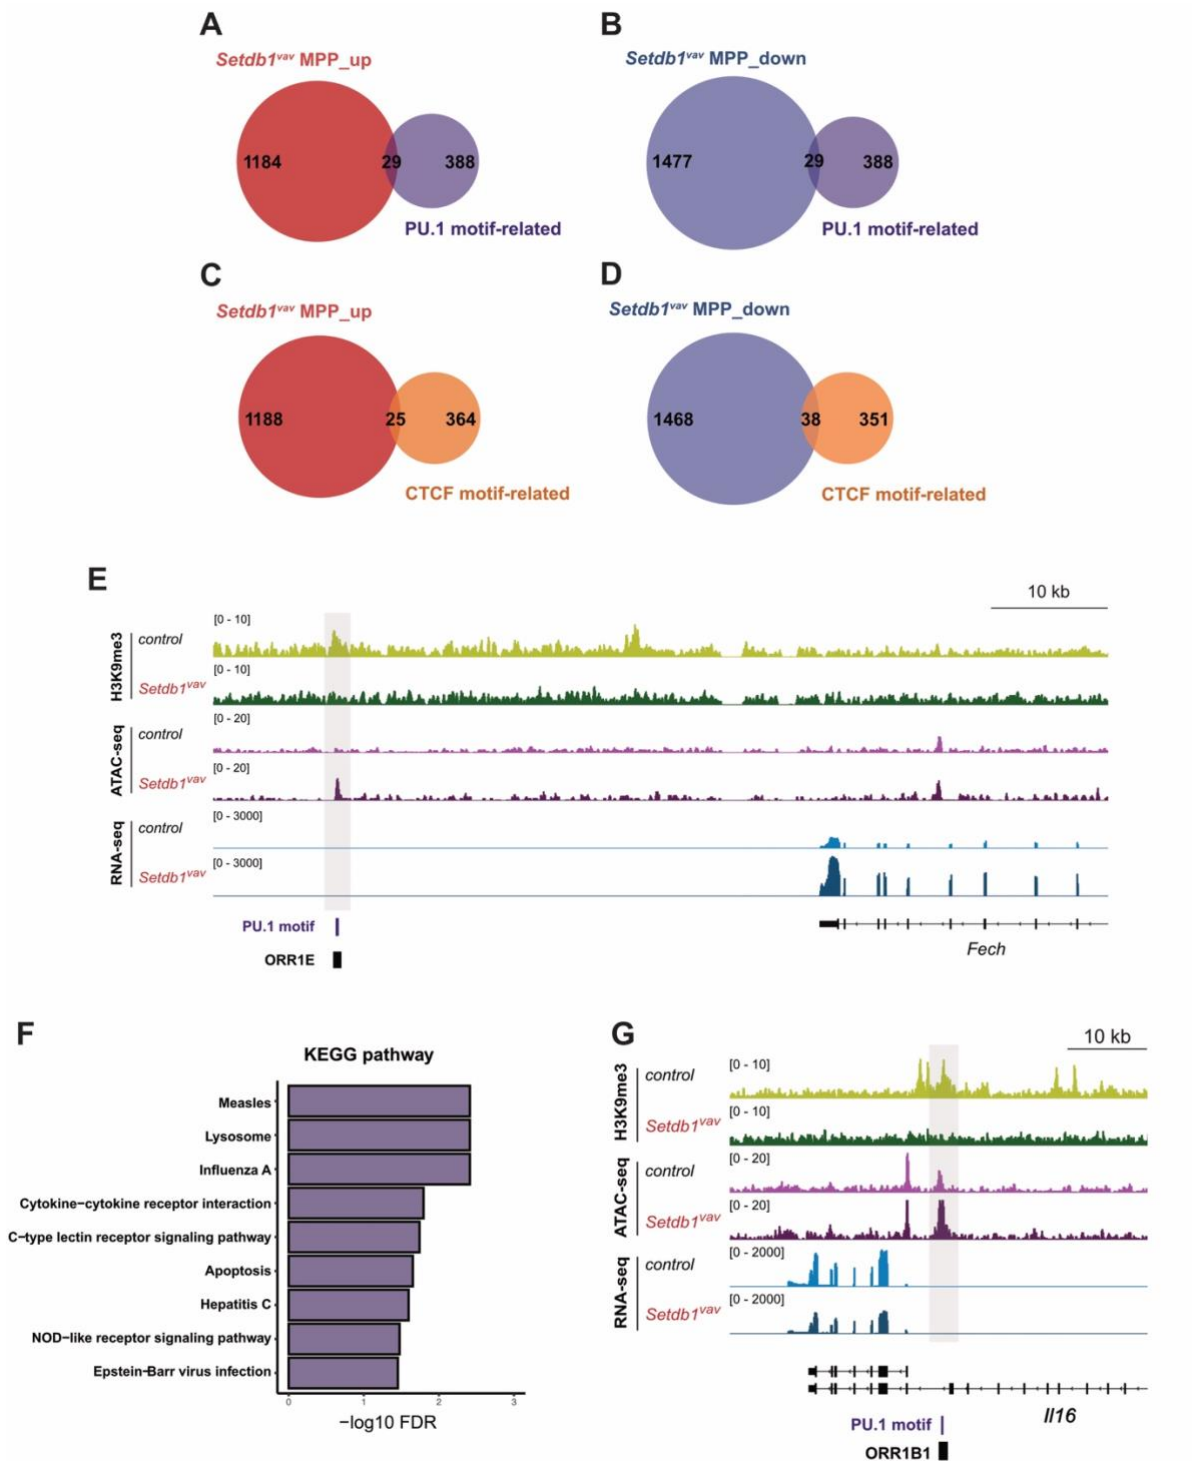 A
B
Setdb1vav MPP_up
Setdb1vav MPP_down
1184
29
388
1477
29
388
PU.1 motif-related
PU.1 motif-related
C
D
Setdb1vav MPP_up
Setdb1vav MPP_down
1188
25
364
1468
38
351
CTCF motif-related
CTCF motif-related
E
10 kb
H3K9me3
control
[0 - 10]
Setdb1vav
[0 - 10]
ATAC-seq
control
[0 - 20]
Setdb1vav
[0 - 20]
RNA-seq
control
[0 - 3000]
Setdb1vav
[0 - 3000]
PU.1 motif
ORR1E
Fech
F
KEGG pathway
Measles
Lysosome
Influenza A
Cytokine−cytokine receptor interaction
C-type lectin receptor signaling pathway
Apoptosis
Hepatitis C
NOD−like receptor signaling pathway
Epstein-Barr virus infection
0
1
2
3
−log10 FDR
G
10 kb
H3K9me3
control
[0 - 10]
Setdb1vav
[0 - 10]
ATAC-seq
control
[0 - 20]
Setdb1vav
[0 - 20]
RNA-seq
control
[0 - 2000]
Setdb1vav
[0 - 2000]
Il16
PU.1 motif
ORR1B1